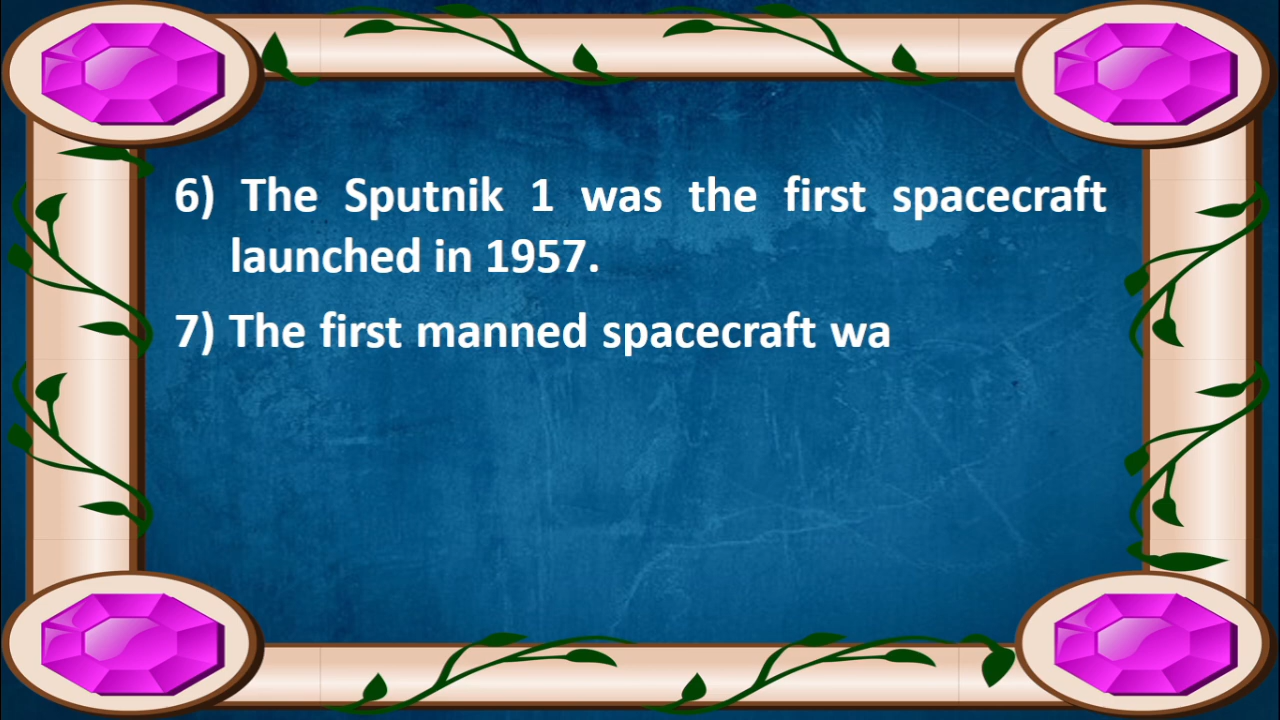 6) The Sputnik 1 was the first spacecraft
launched in 1957.
7) The first manned spacecraft wa